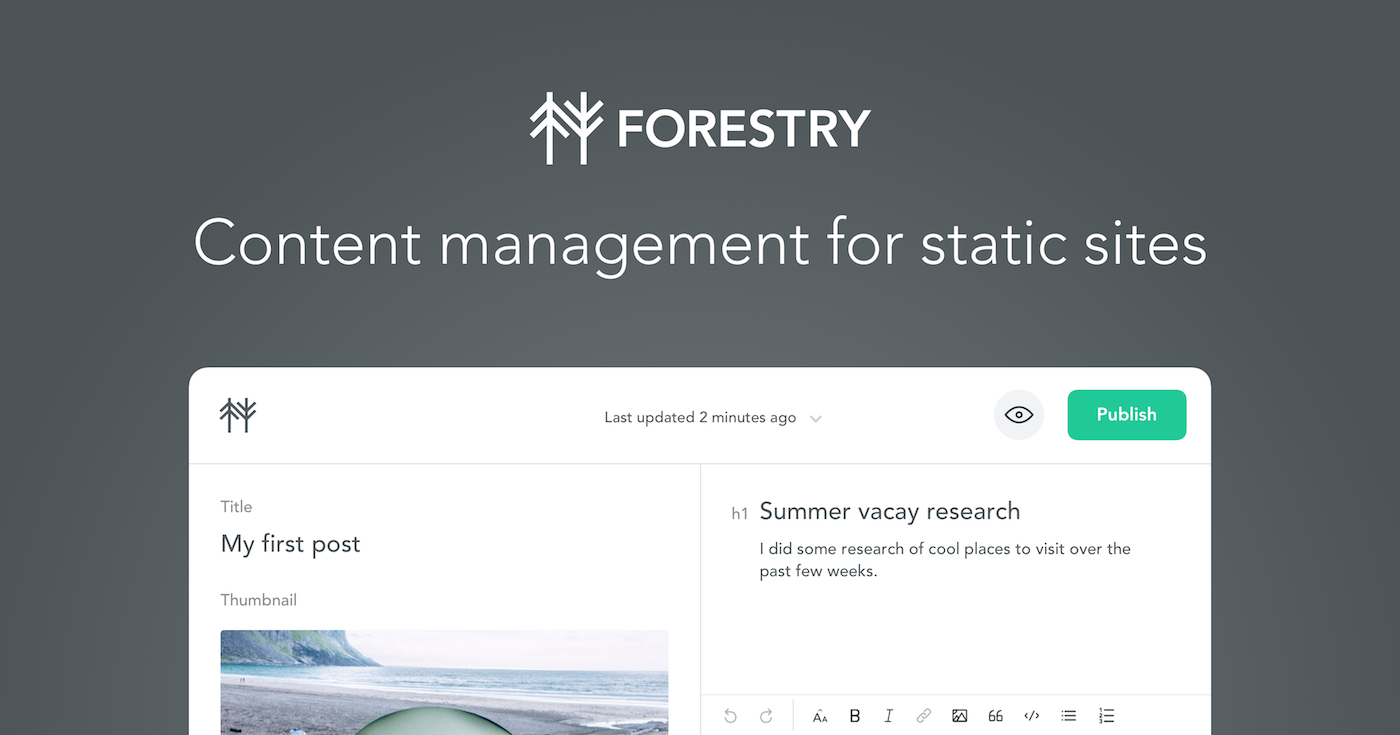 FORESTRY
Content management for static sites
Last updated 2 minutes ago
Publish
Title
My first post
Thumbnail
h1 Summer vacay research
I did some research of cool places to visit over the
past few weeks.